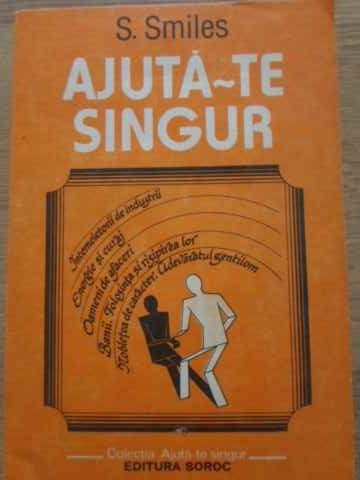 S. Smiles
AJUTĂ-TE
SINGUR
Întemeietorii de industrii
Energie și curaj
Oameni de afaceri
Banii. Folosința și risipirea lor
Noblețea de caracter. Adevăratul gentilom
Colecția Ajută-te singur
EDITURA SOROC